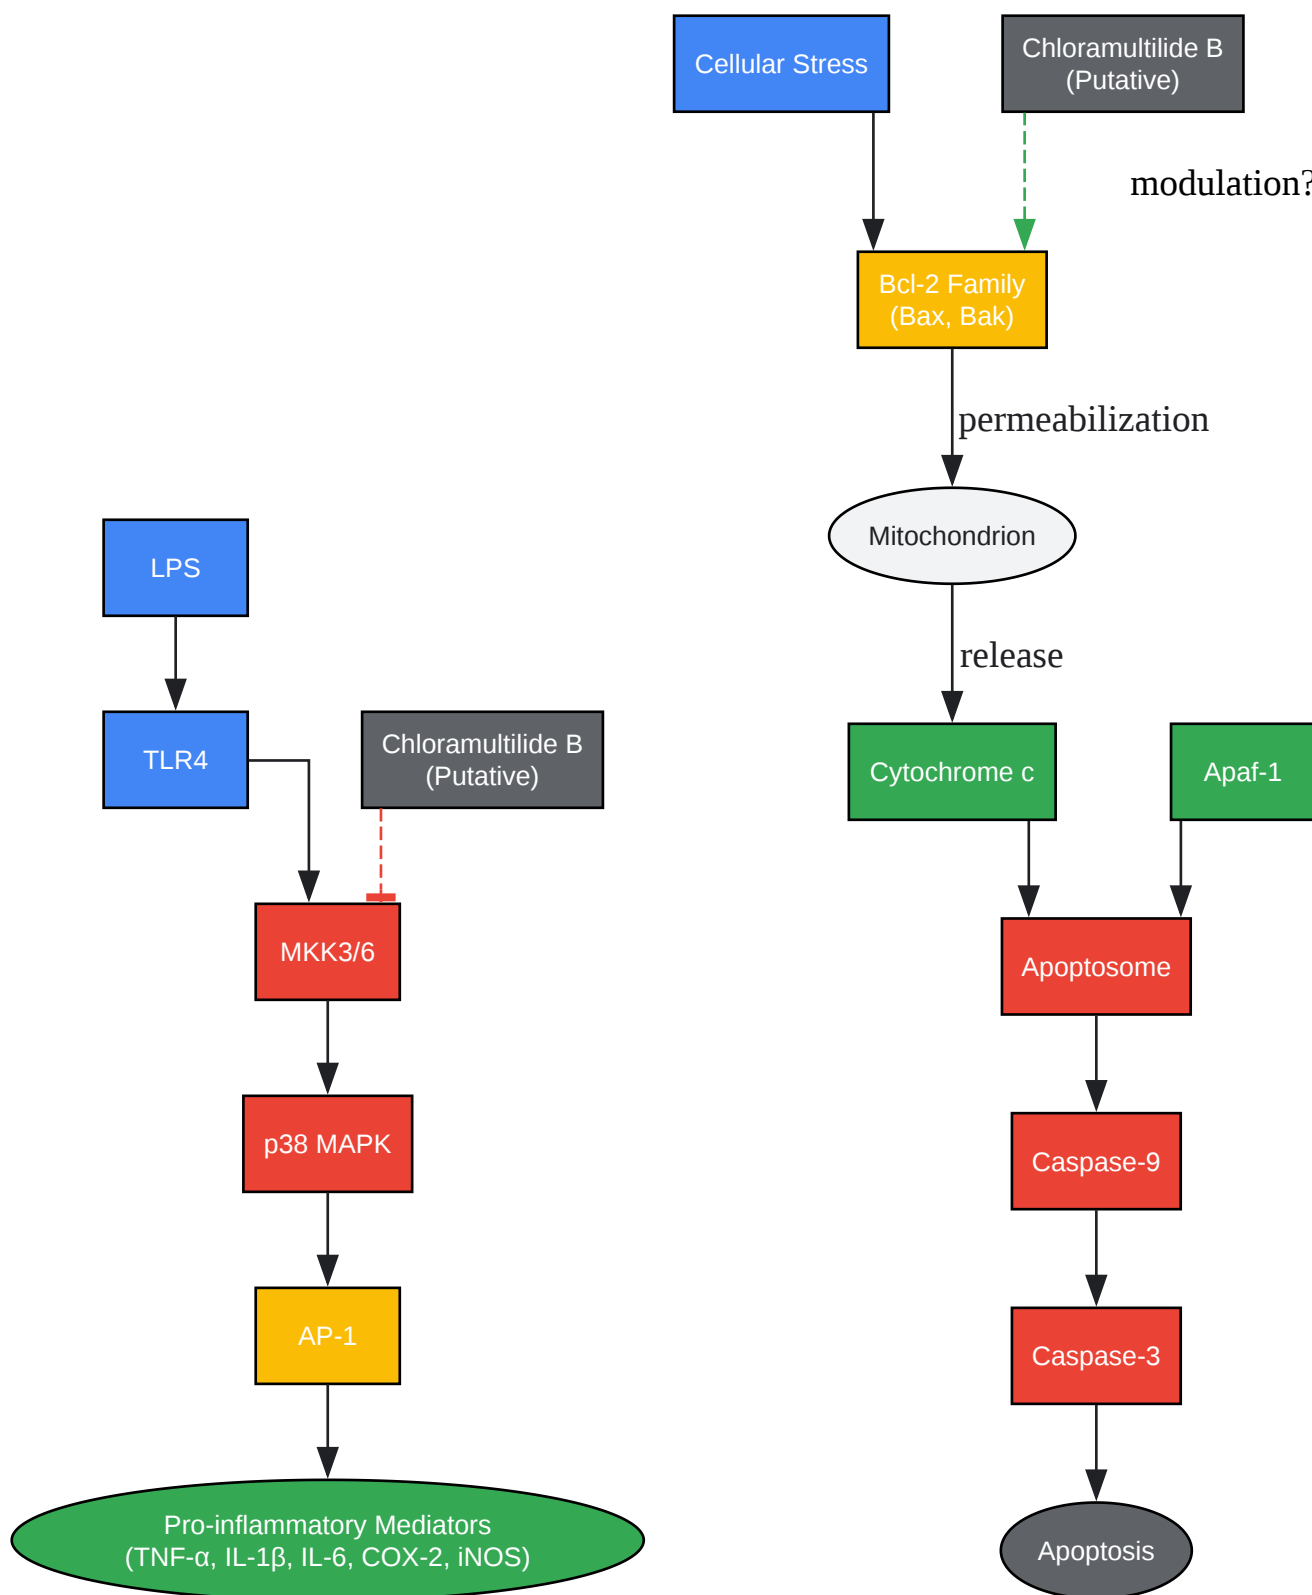 Cellular Stress
Chloramultilide B
(Putative)
modulation?
Bcl-2 Family
(Bax, Bak)
permeabilization
Mitochondrion
release
Cytochrome c
Apaf-1
Apoptosome
Caspase-9
Caspase-3
Apoptosis
LPS
TLR4
Chloramultilide B
(Putative)
MKK3/6
p38 MAPK
AP-1
Pro-inflammatory Mediators
(TNF-α, IL-1β, IL-6, COX-2, iNOS)